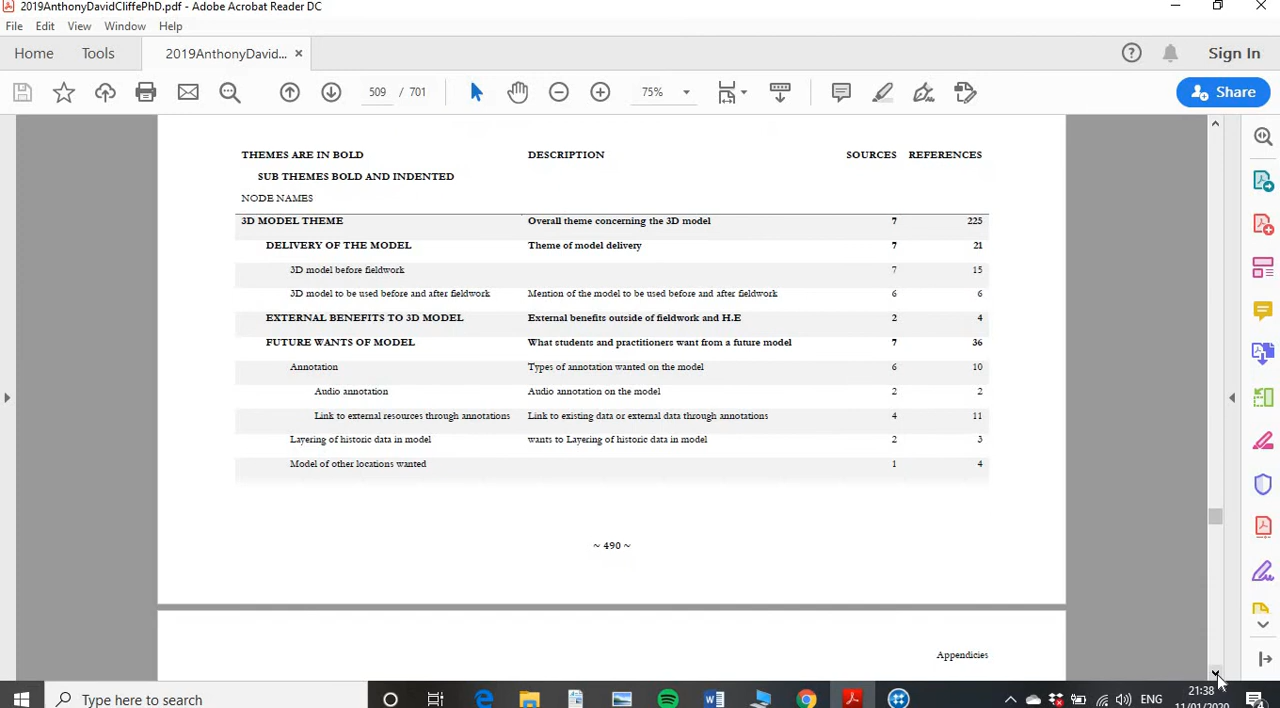 2019AnthonyDavidCliffePhD.pdf - Adobe Acrobat Reader DC
File Edit View Window Help
Home Tools 2019AnthonyDavid... × Sign In
509 / 701 75% Share
THEMES ARE IN BOLD DESCRIPTION SOURCES REFERENCES
SUB THEMES BOLD AND INDENTED
NODE NAMES
3D MODEL THEME Overall theme concerning the 3D model 7 225
DELIVERY OF THE MODEL Theme of model delivery 7 21
3D model before fieldwork 7 15
3D model to be used before and after fieldwork Mention of the model to be used before and after fieldwork 6 6
EXTERNAL BENEFITS TO 3D MODEL External benefits outside of fieldwork and H.E 2 4
FUTURE WANTS OF MODEL What students and practitioners want from a future model 7 36
Annotation Types of annotation wanted on the model 6 10
Audio annotation Audio annotation on the model 2 2
Link to external resources through annotations Link to existing data or external data through annotations 4 11
Layering of historic data in model wants to Layering of historic data in model 2 3
Model of other locations wanted 1 4
~ 490 ~
Appendicies
Type here to search ENG 21:38
11/01/2020